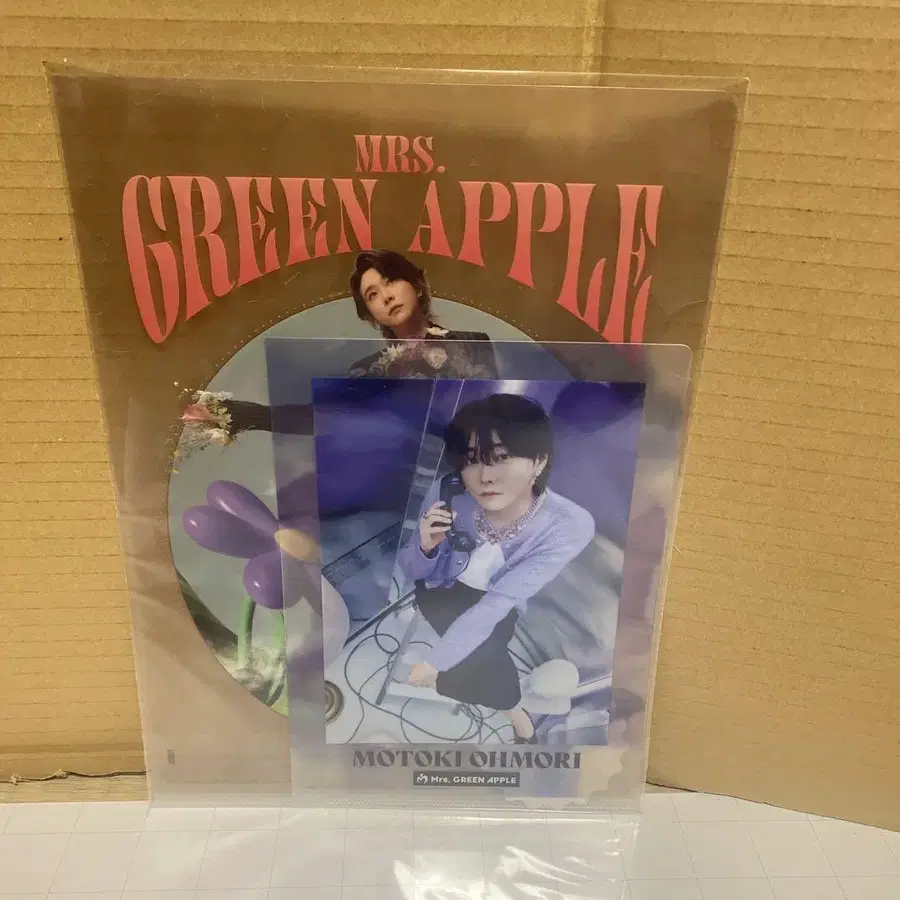 MRS.
GREEN APPLE
MOTOKI OHMORI
Mrs. GREEN APPLE